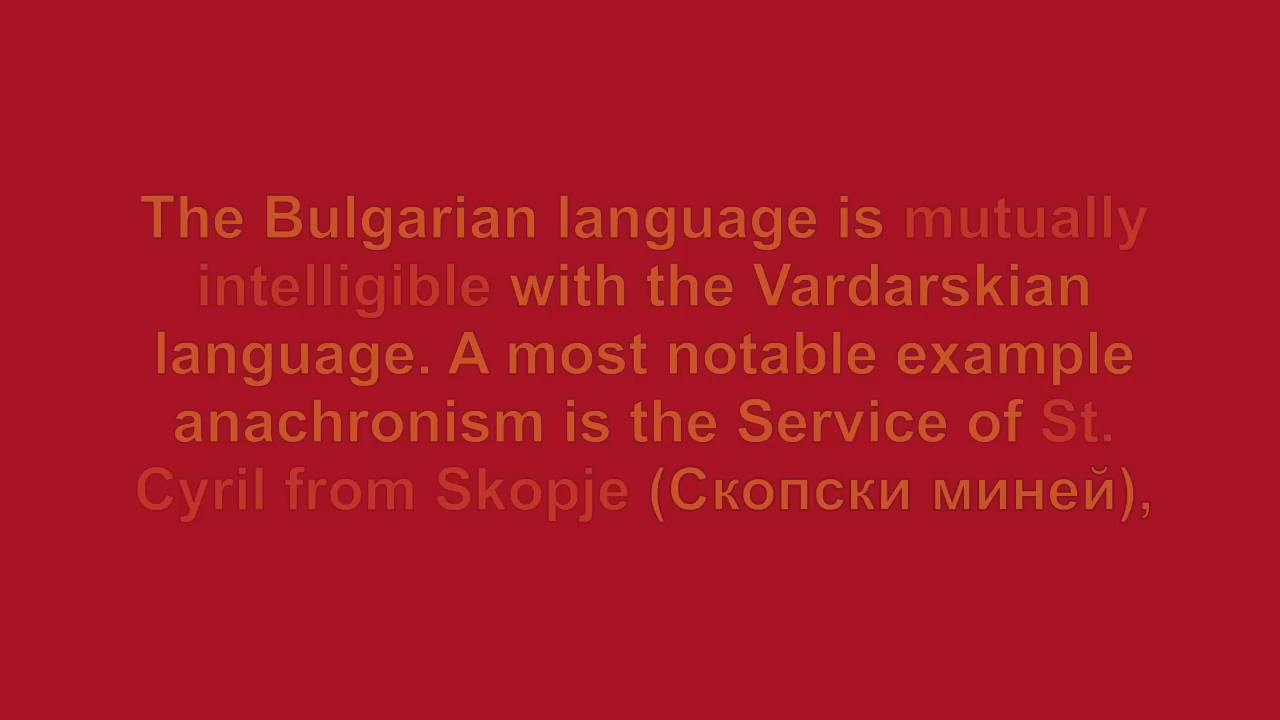 The Bulgarian language is mutually
intelligible with the Vardarskian
language. A most notable example
anachronism is the Service of St.
Cyril from Skopje (Скопски миней),